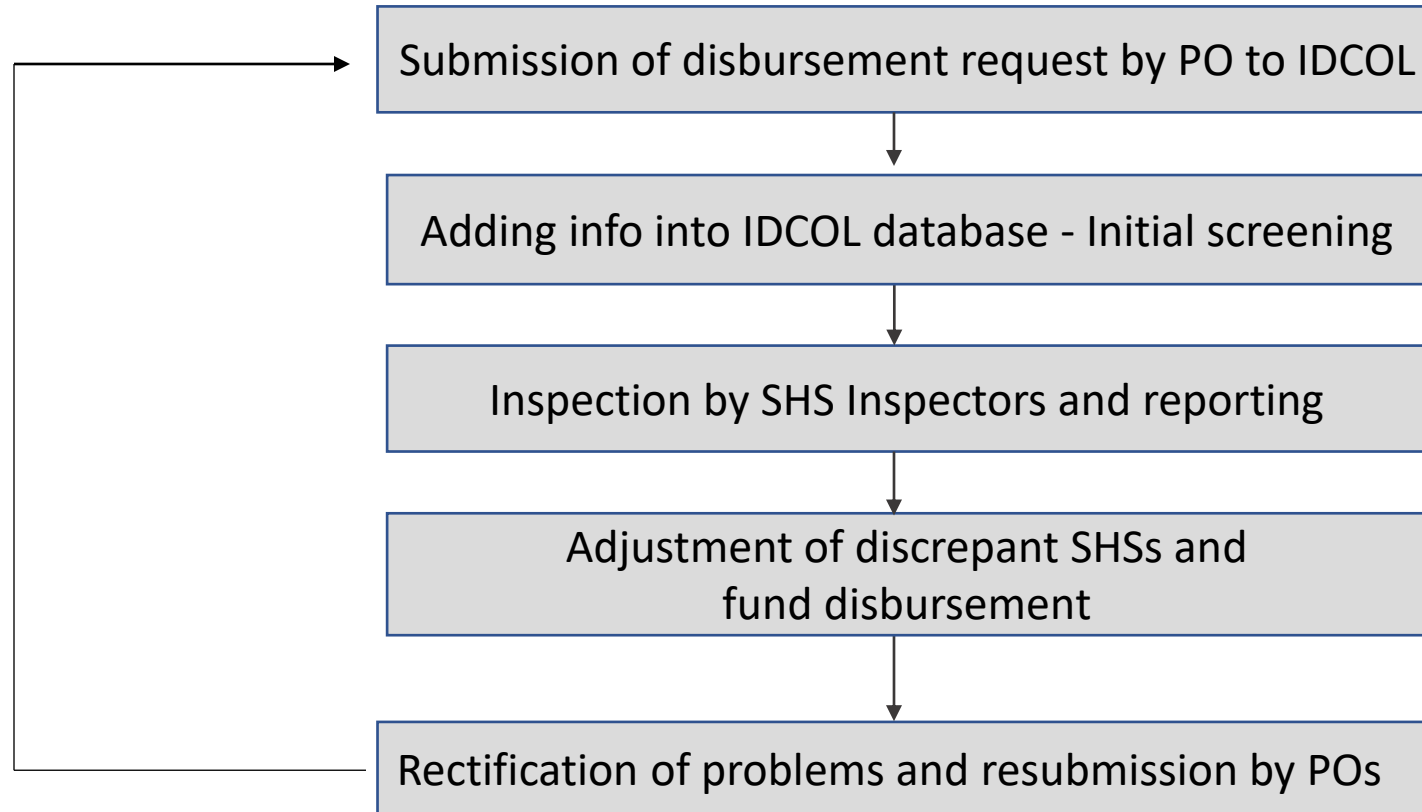 Submission of disbursement request by PO to IDCOL
Adding info into IDCOL database - Initial screening
Inspection by SHS Inspectors and reporting
Adjustment of discrepant SHSs and
fund disbursement
Rectification of problems and resubmission by POs